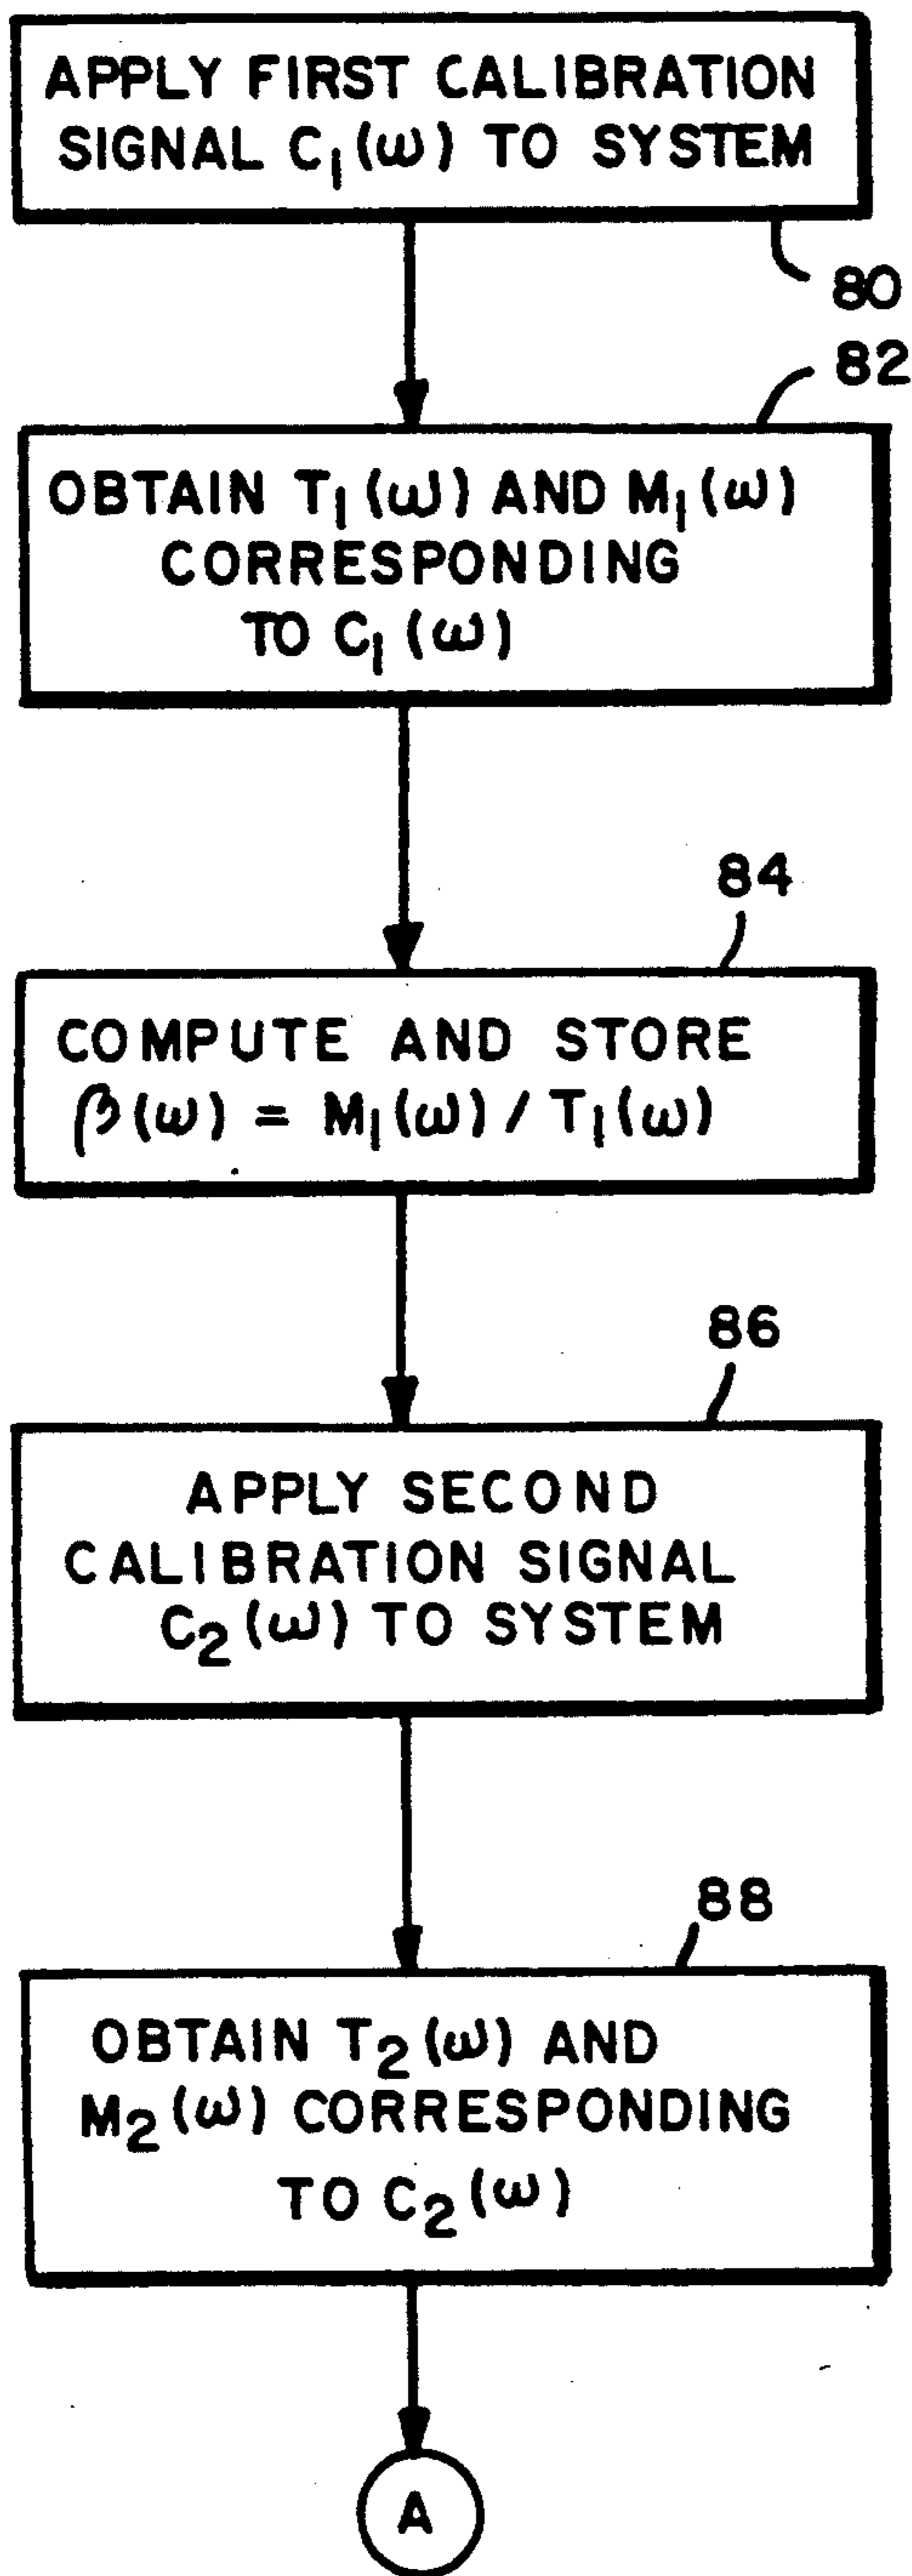 APPLY FIRST CALIBRATION
SIGNAL C₁(ω) TO SYSTEM
80
82
OBTAIN T₁(ω) AND M₁(ω)
CORRESPONDING
TO C₁(ω)
84
COMPUTE AND STORE
β(ω) = M₁(ω) / T₁(ω)
86
APPLY SECOND
CALIBRATION SIGNAL
C₂(ω) TO SYSTEM
88
OBTAIN T₂(ω) AND
M₂(ω) CORRESPONDING
TO C₂(ω)
A